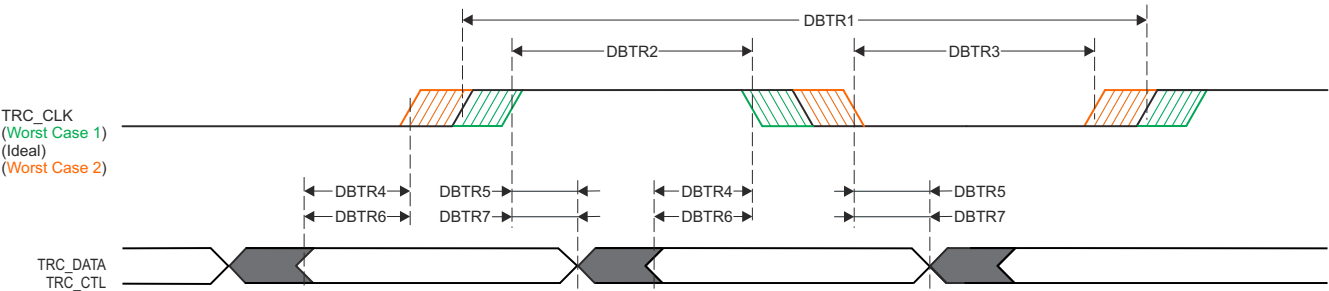 DBTR1
DBTR2
DBTR3
TRC_CLK
(Worst Case 1)
(Ideal)
(Worst Case 2)
DBTR4 DBTR5 DBTR4 DBTR5
DBTR6 DBTR7 DBTR6 DBTR7
TRC_DATA
TRC_CTL